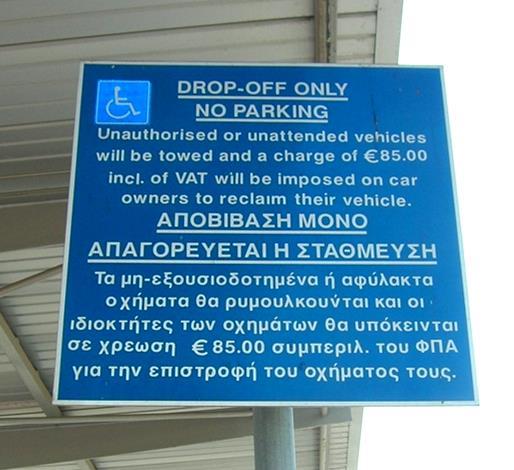 DROP-OFF ONLY
NO PARKING
Unauthorised or unattended vehicles
will be towed and a charge of €85.00
incl. of VAT will be imposed on car
owners to reclaim their vehicle.
ΑΠΟΒΙΒΑΣΗ ΜΟΝΟ
ΑΠΑΓΟΡΕΥΕΤΑΙ Η ΣΤΑΘΜΕΥΣΗ
Τα μη-εξουσιοδοτημένα ή αφύλακτα
οχήματα θα ρυμουλκούνται και οι
ιδιοκτήτες των οχημάτων θα υπόκεινται
σε χρεωση €85.00 συμπεριλ. του ΦΠΑ
για την επιστροφή του οχήματος τους.